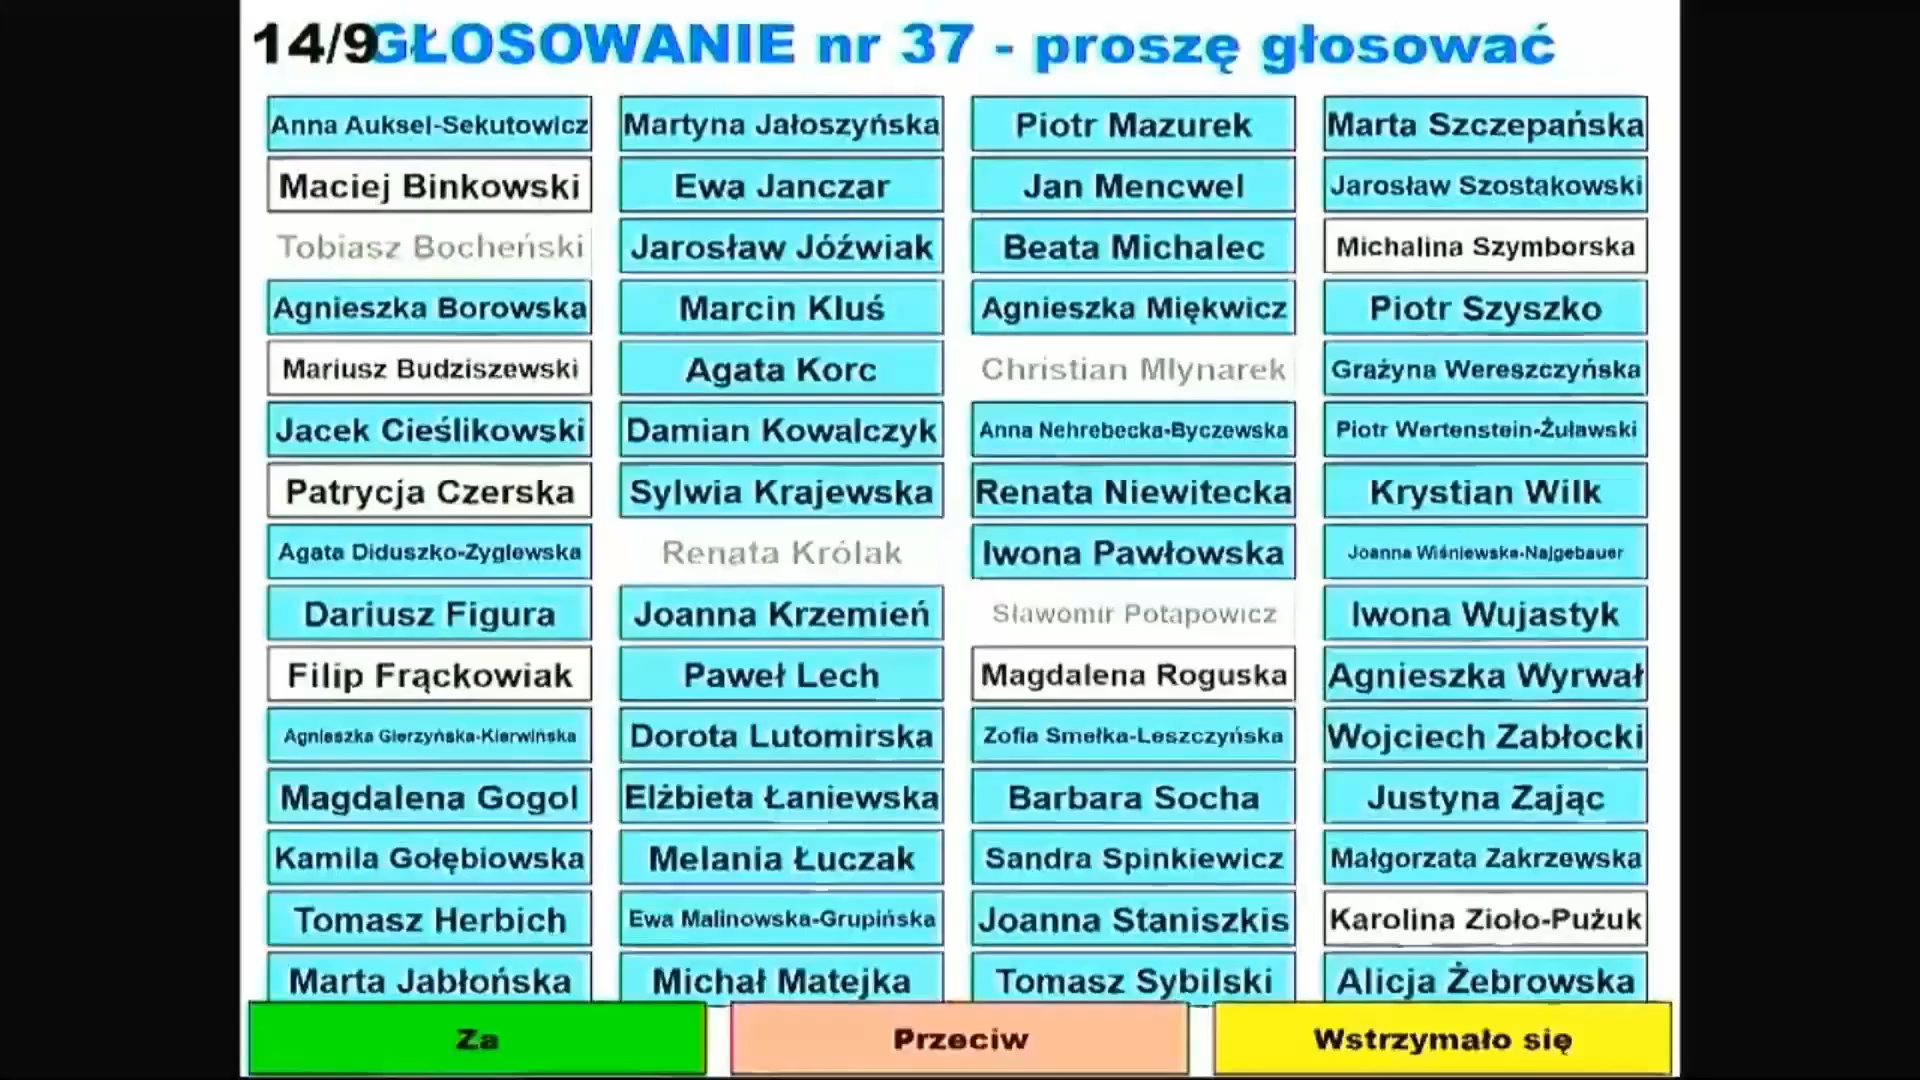 14/9GŁOSOWANIE nr 37 - proszę głosować
Anna Auksel-Sekutowicz
Maciej Binkowski
Tobiasz Bocheński
Agnieszka Borowska
Mariusz Budziszewski
Jacek Cieślikowski
Patrycja Czerska
Agata Diduszko-Zyglewska
Dariusz Figura
Filip Frąckowiak
Agnieszka Gierzyńska-Kierwińska
Magdalena Gogol
Kamila Gołębiowska
Tomasz Herbich
Marta Jabłońska
Martyna Jałoszyńska
Ewa Janczar
Jarosław Jóźwiak
Marcin Kluś
Agata Korc
Damian Kowalczyk
Sylwia Krajewska
Renata Królak
Joanna Krzemień
Paweł Lech
Dorota Lutomirska
Elżbieta Łaniewska
Melania Łuczak
Ewa Malinowska-Grupińska
Michał Matejka
Piotr Mazurek
Jan Mencwel
Beata Michalec
Agnieszka Miękwicz
Christian Młynarek
Anna Nehrebecka-Byczewska
Renata Niewitecka
Iwona Pawłowska
Sławomir Potapowicz
Magdalena Roguska
Zofia Smełka-Leszczyńska
Barbara Socha
Sandra Spinkiewicz
Joanna Staniszkis
Tomasz Sybilski
Marta Szczepańska
Jarosław Szostakowski
Michalina Szymborska
Piotr Szyszko
Grażyna Wereszczyńska
Piotr Wertenstein-Żuławski
Krystian Wilk
Joanna Wiśniewska-Najgebauer
Iwona Wujastyk
Agnieszka Wyrwał
Wojciech Zabłocki
Justyna Zając
Małgorzata Zakrzewska
Karolina Zioło-Pużuk
Alicja Żebrowska
Za
Przeciw
Wstrzymało się